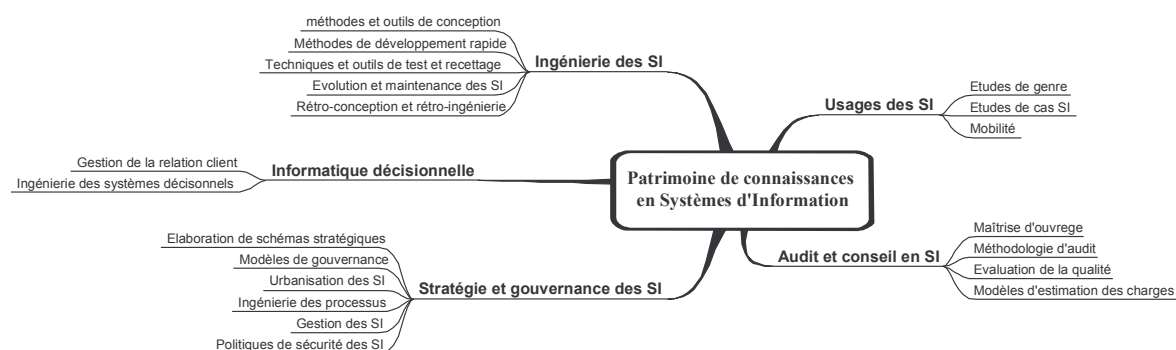 méthodes et outils de conception
Méthodes de développement rapide
Techniques et outils de test et recettage
Evolution et maintenance des SI
Rétro-conception et rétro-ingénierie
Ingénierie des SI
Gestion de la relation client
Ingénierie des systèmes décisonnels
Informatique décisionnelle
Elaboration de schémas stratégiques
Modèles de gouvernance
Urbanisation des SI
Ingénierie des processus
Gestion des SI
Politiques de sécurité des SI
Stratégie et gouvernance des SI
Patrimoine de connaissances
en Systèmes d'Information
Usages des SI
Etudes de genre
Etudes de cas SI
Mobilité
Audit et conseil en SI
Maîtrise d'ouvrege
Méthodologie d'audit
Evaluation de la qualité
Modèles d'estimation des charges